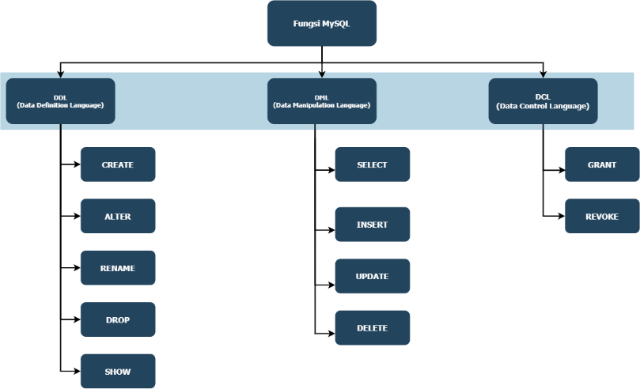 Fungsi MySQL
DDL
(Data Definition Language)
DML
(Data Manipulation Language)
DCL
(Data Control Language)
CREATE
ALTER
RENAME
DROP
SHOW
SELECT
INSERT
UPDATE
DELETE
GRANT
REVOKE